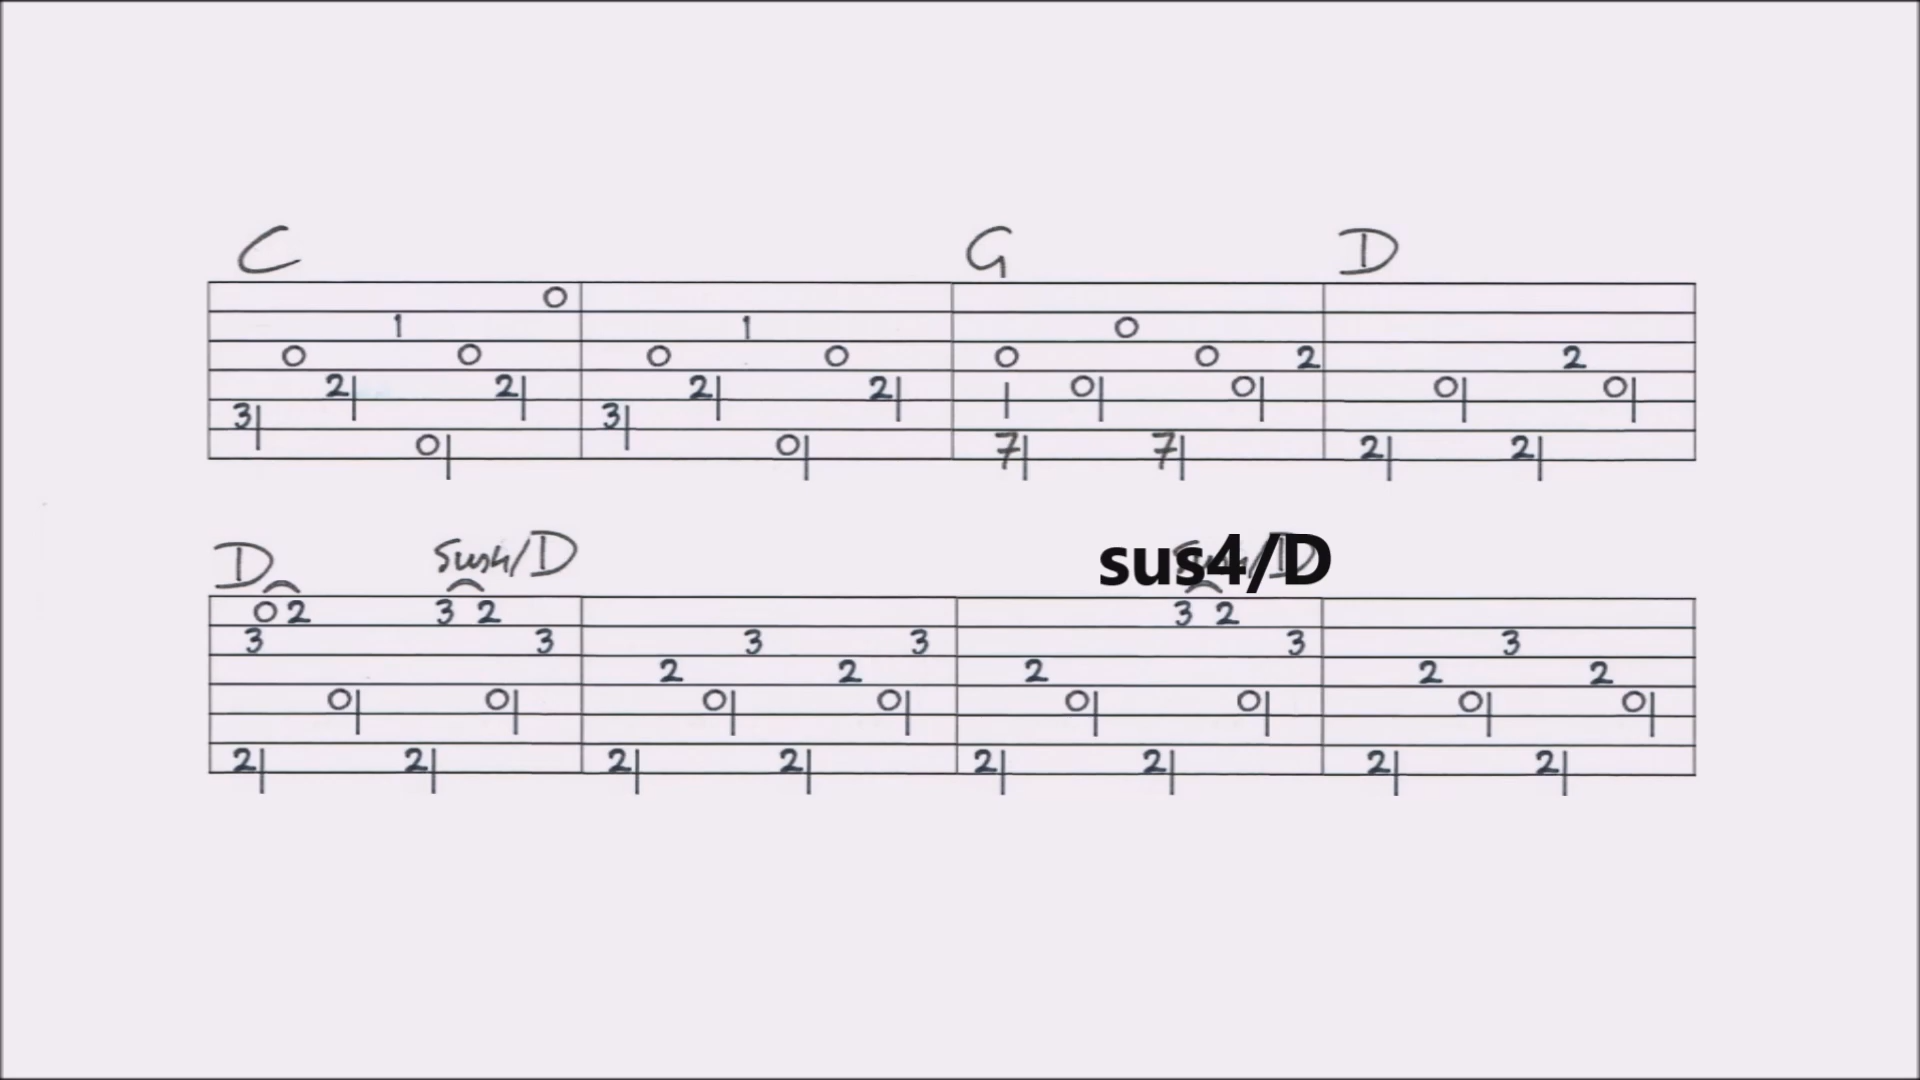 C G D
0
1 1 0
0 0 0 0 0 0 2 2
2 2 2 2 0 0 0 0
3 3
0 0 7 7 2 2
D sus4/D sus4/D
0 2 3 2 3 2
3 3 3 3 3 3
2 2 2 2 2
0 0 0 0 0 0 0 0
2 2 2 2 2 2 2 2